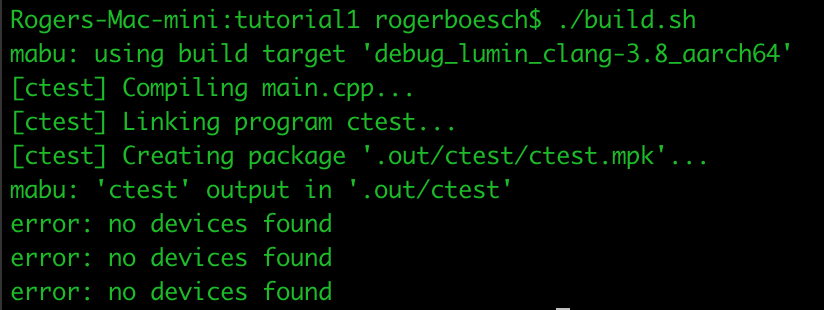 Rogers-Mac-mini:tutorial1 rogerboesch$ ./build.sh
mabu: using build target 'debug_lumin_clang-3.8_aarch64'
[ctest] Compiling main.cpp...
[ctest] Linking program ctest...
[ctest] Creating package '.out/ctest/ctest.mpk'...
mabu: 'ctest' output in '.out/ctest'
error: no devices found
error: no devices found
error: no devices found